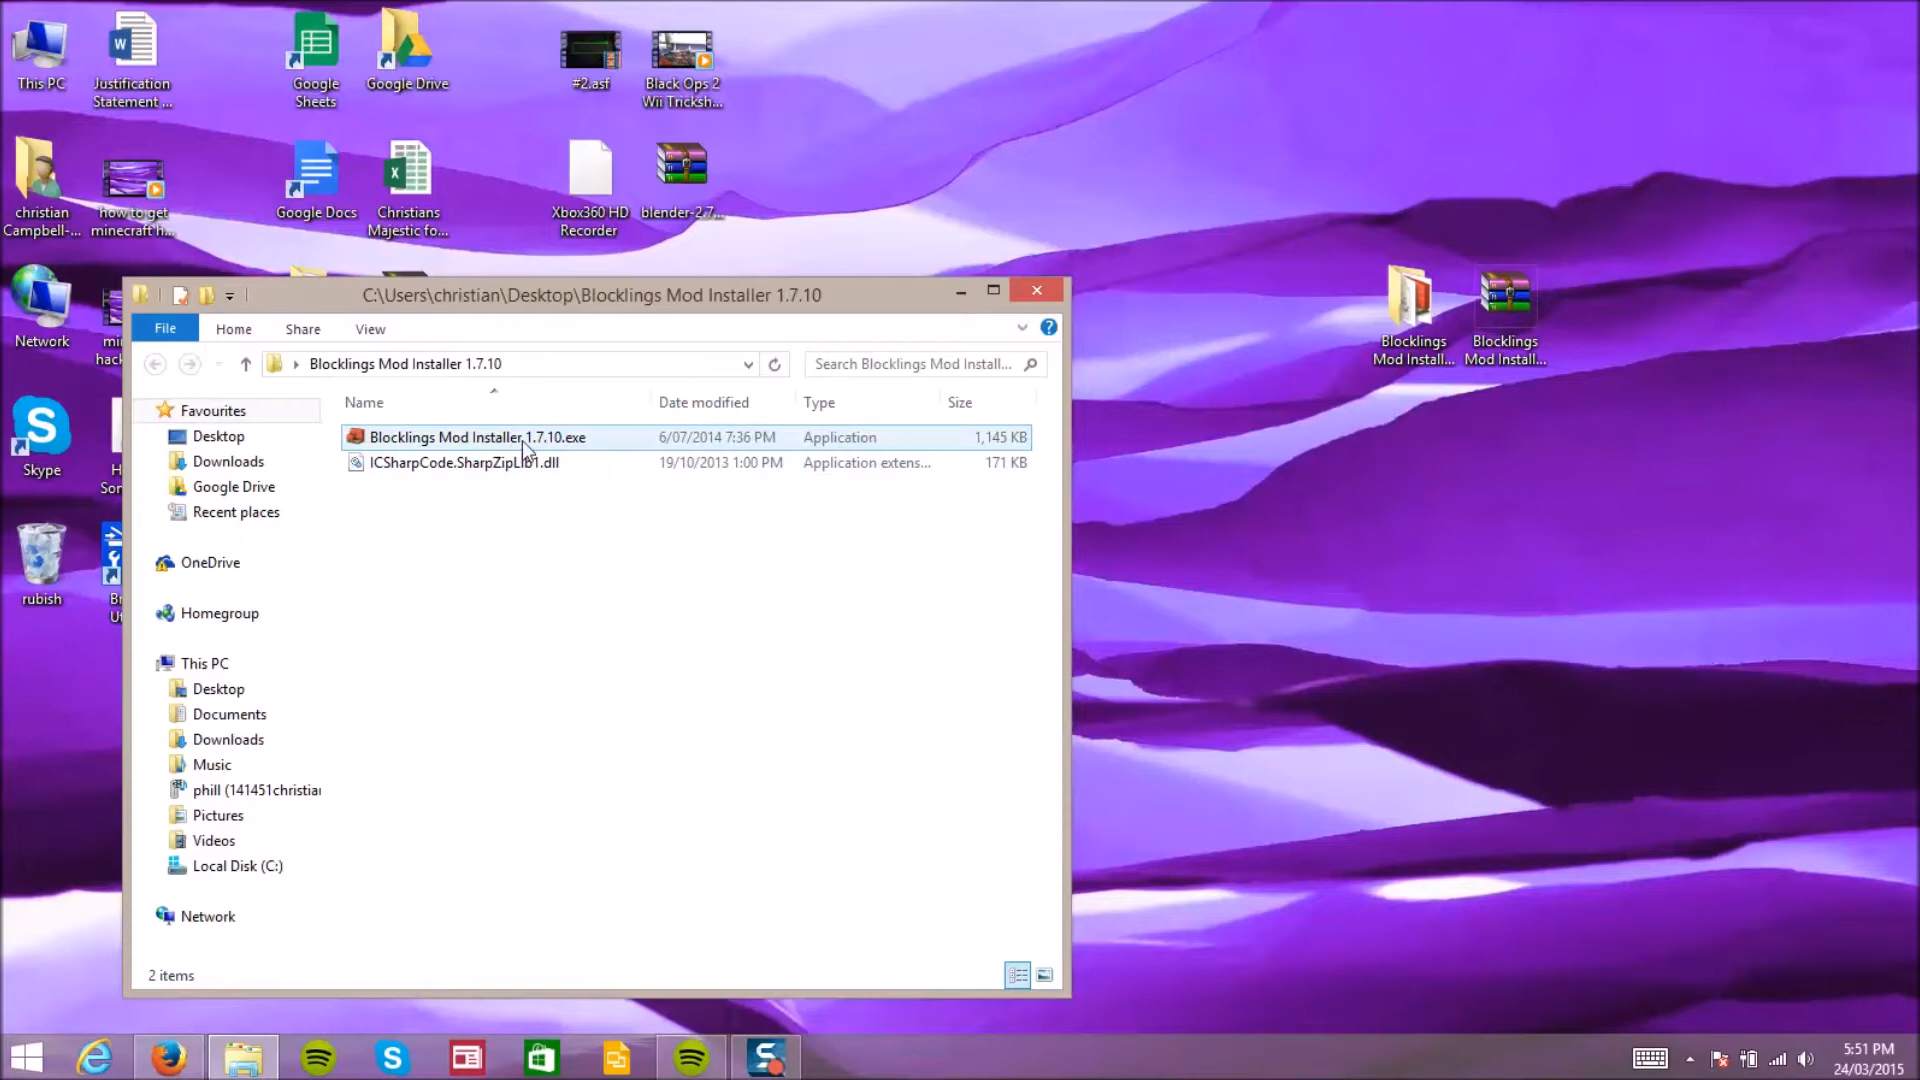 This PC
Justification
Statement ...
Google
Sheets
Google Drive
#2.asf
Black Ops 2
Wii Tricksh...
christian
Campbell-...
how to get
minecraft h...
Google Docs
Christians
Majestic fo...
Xbox360 HD
Recorder
blender-2.7...
Network
min
hack
Skype
H
Son
rubish
Br
Ut
Blocklings
Mod Install...
Blocklings
Mod Install...
C:\Users\christian\Desktop\Blocklings Mod Installer 1.7.10
File
Home
Share
View
Blocklings Mod Installer 1.7.10
Search Blocklings Mod Install...
Name
Date modified
Type
Size
Blocklings Mod Installer 1.7.10.exe
6/07/2014 7:36 PM
Application
1,145 KB
ICSharpCode.SharpZipLib1.dll
19/10/2013 1:00 PM
Application extens...
171 KB
Favourites
Desktop
Downloads
Google Drive
Recent places
OneDrive
Homegroup
This PC
Desktop
Documents
Downloads
Music
phill (141451christian
Pictures
Videos
Local Disk (C:)
Network
2 items
5:51 PM
24/03/2015